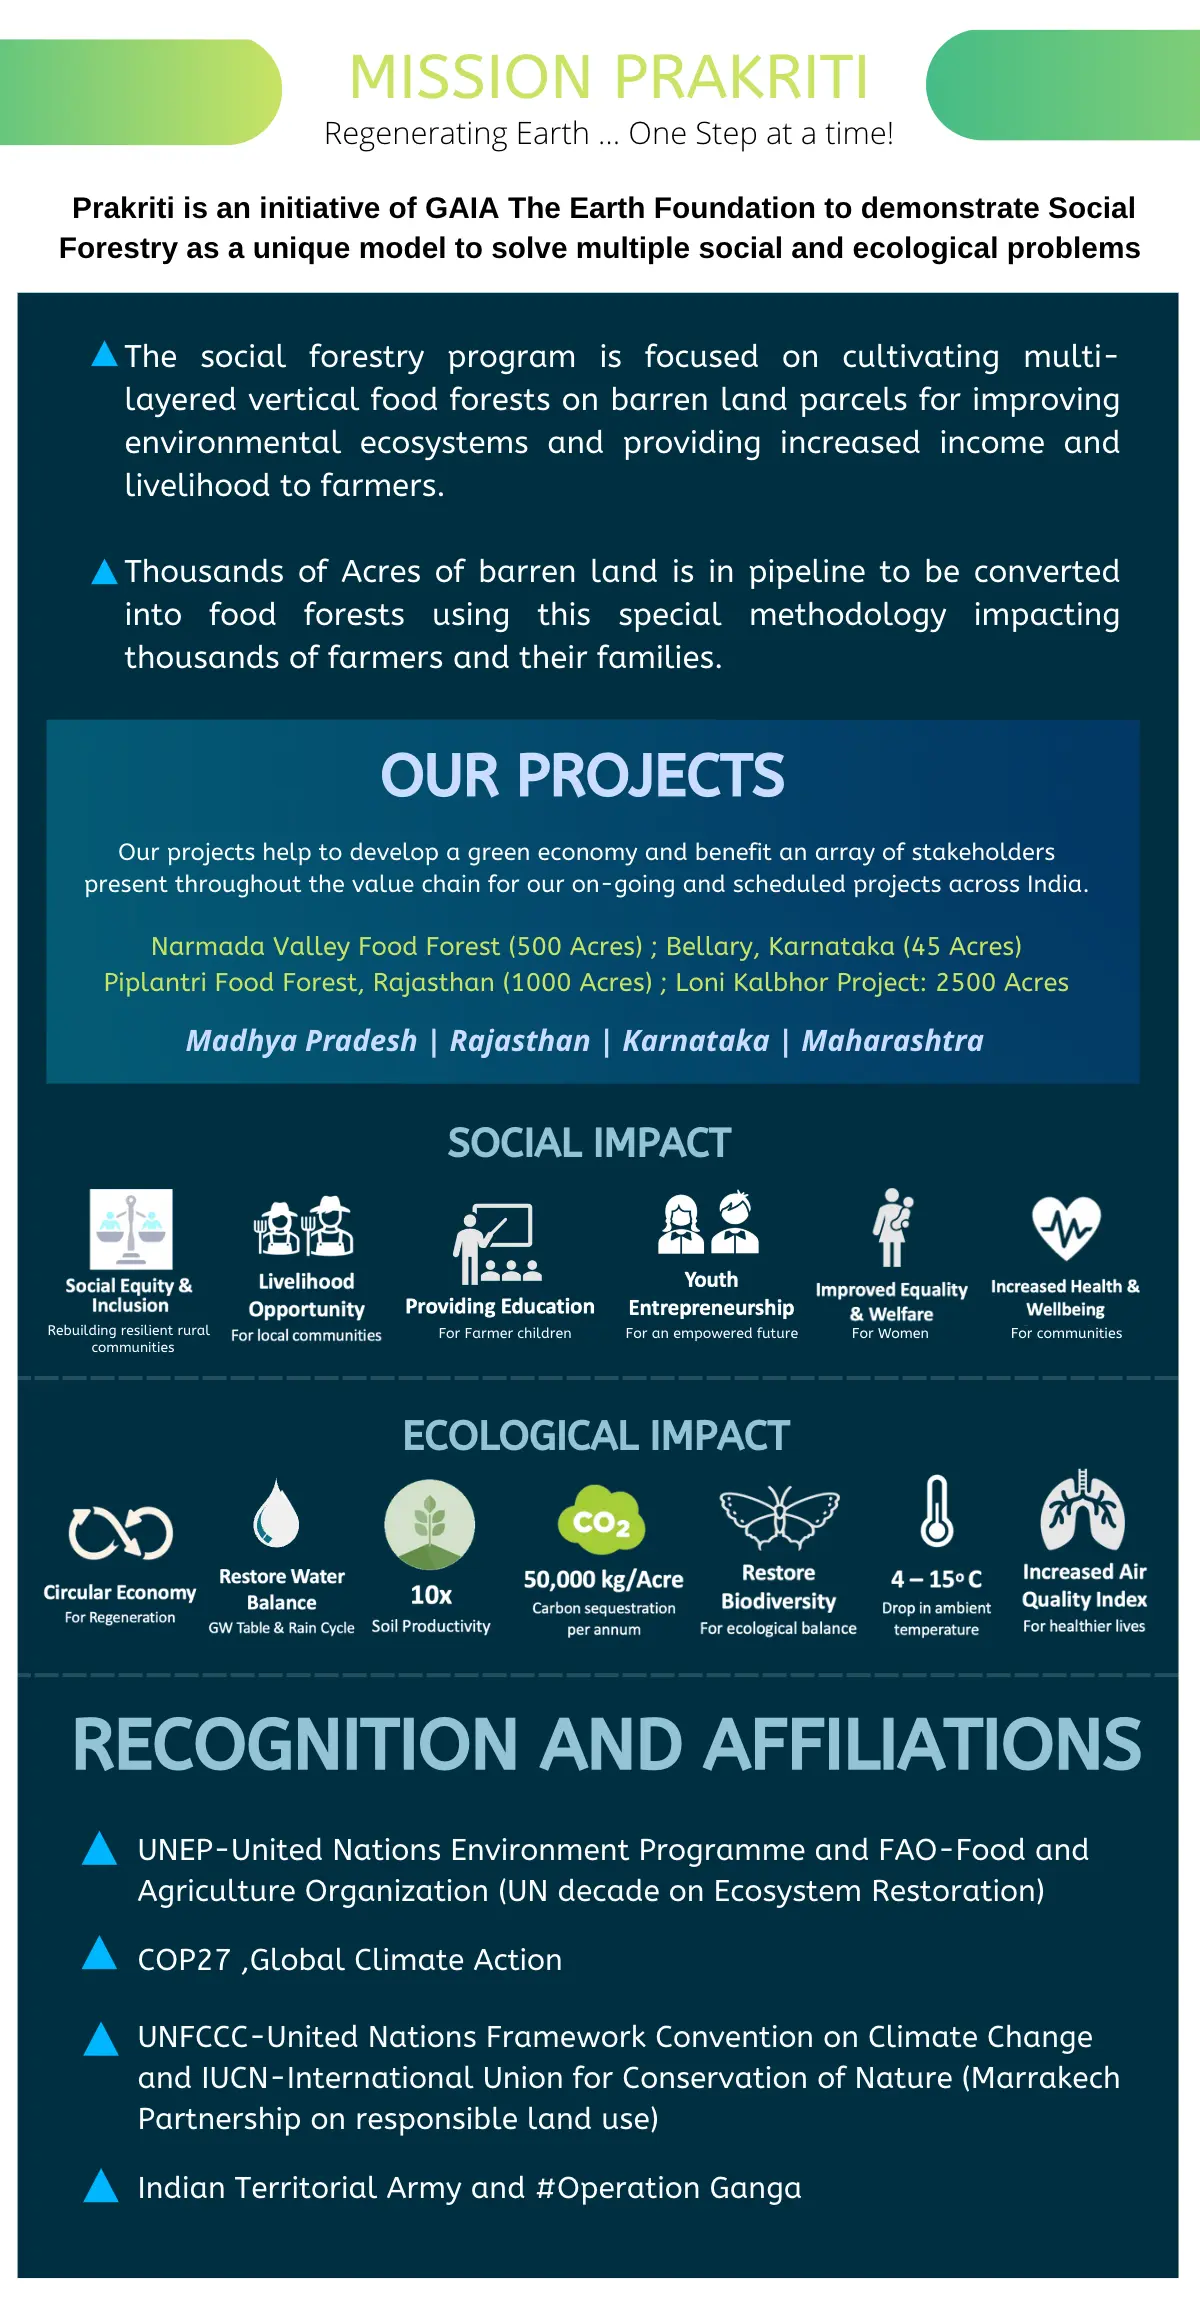 MISSION PRAKRITI
Regenerating Earth ... One Step at a time!
Prakriti is an initiative of GAIA The Earth Foundation to demonstrate Social
Forestry as a unique model to solve multiple social and ecological problems
The social forestry program is focused on cultivating multi-
layered vertical food forests on barren land parcels for improving
environmental ecosystems and providing increased income and
livelihood to farmers.
Thousands of Acres of barren land is in pipeline to be converted
into food forests using this special methodology impacting
thousands of farmers and their families.
OUR PROJECTS
Our projects help to develop a green economy and benefit an array of stakeholders
present throughout the value chain for our on-going and scheduled projects across India.
Narmada Valley Food Forest (500 Acres) ; Bellary, Karnataka (45 Acres)
Piplantri Food Forest, Rajasthan (1000 Acres) ; Loni Kalbhor Project: 2500 Acres
Madhya Pradesh | Rajasthan | Karnataka | Maharashtra
SOCIAL IMPACT
Social Equity &
Inclusion
Rebuilding resilient rural
communities
Livelihood
Opportunity
For local communities
Providing Education
For Farmer children
Youth
Entrepreneurship
For an empowered future
Improved Equality
& Welfare
For Women
Increased Health &
Wellbeing
For communities
ECOLOGICAL IMPACT
Circular Economy
For Regeneration
Restore Water
Balance
GW Table & Rain Cycle
10x
Soil Productivity
CO2
50,000 kg/Acre
Carbon sequestration
per annum
Restore
Biodiversity
For ecological balance
4 – 15° C
Drop in ambient
temperature
Increased Air
Quality Index
For healthier lives
RECOGNITION AND AFFILIATIONS
UNEP-United Nations Environment Programme and FAO-Food and
Agriculture Organization (UN decade on Ecosystem Restoration)
COP27 ,Global Climate Action
UNFCCC-United Nations Framework Convention on Climate Change
and IUCN-International Union for Conservation of Nature (Marrakech
Partnership on responsible land use)
Indian Territorial Army and #Operation Ganga